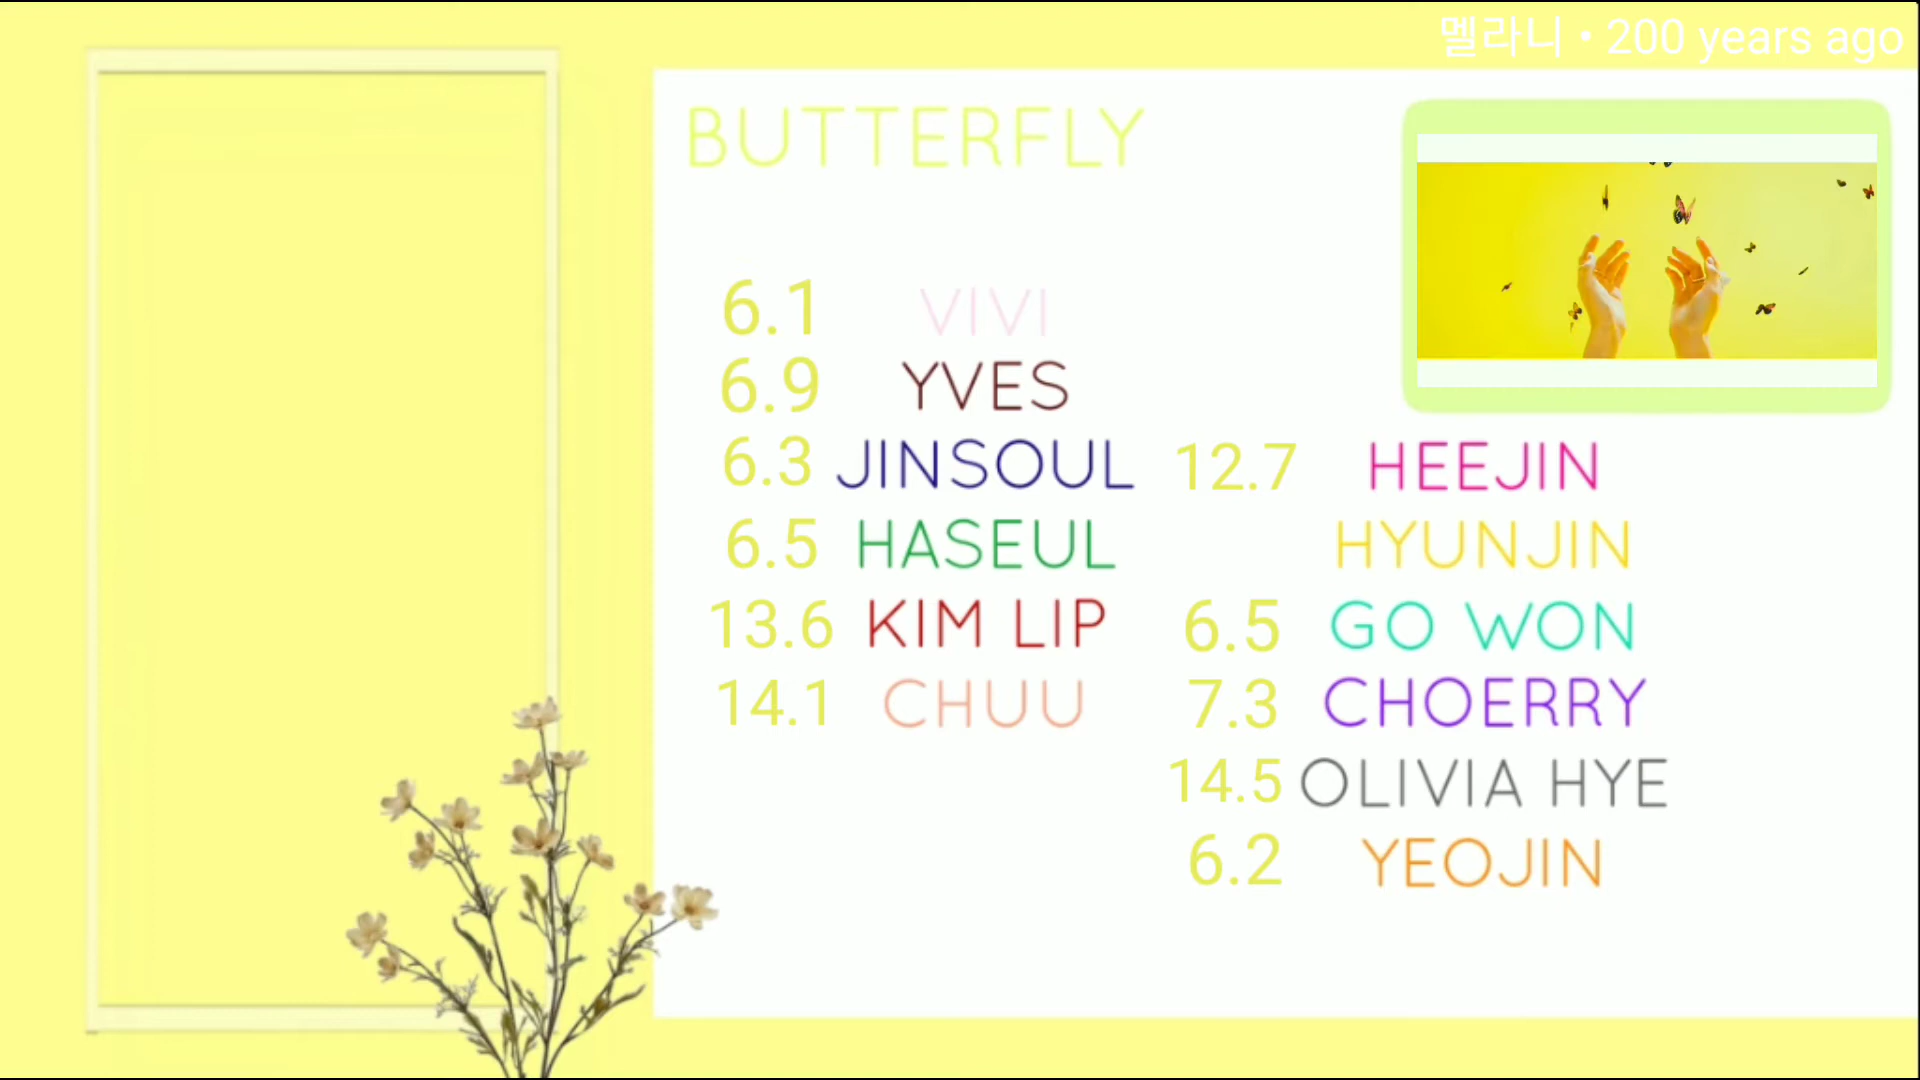 멜라니 • 200 years ago
BUTTERFLY
6.1 VIVI
6.9 YVES
6.3 JINSOUL
6.5 HASEUL
13.6 KIM LIP
14.1 CHUU
12.7 HEEJIN
HYUNJIN
6.5 GO WON
7.3 CHOERRY
14.5 OLIVIA HYE
6.2 YEOJIN